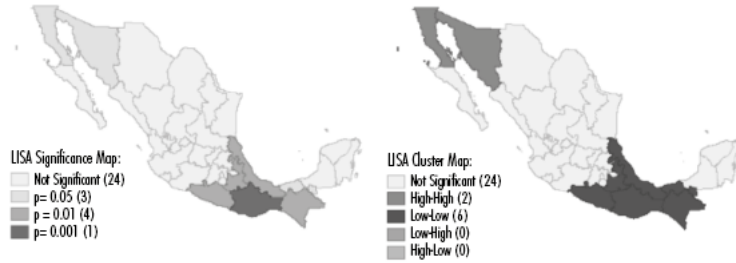 LISA Significance Map:
Not Significant (24)
p= 0.05 (3)
p = 0.01 (4)
p= 0.001 (1)
LISA Cluster Map:
Not Significant (24)
High-High (2)
Low-Low (6)
Low-High (0)
High-Low (0)